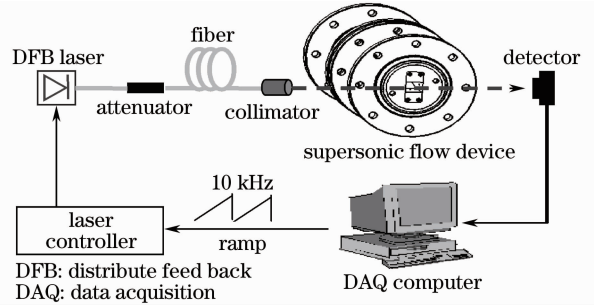 fiber
DFB laser
detector
attenuator
collimator
supersonic flow device
10 kHz
laser
controller
ramp
DFB: distribute feed back
DAQ: data acquisition
DAQ computer